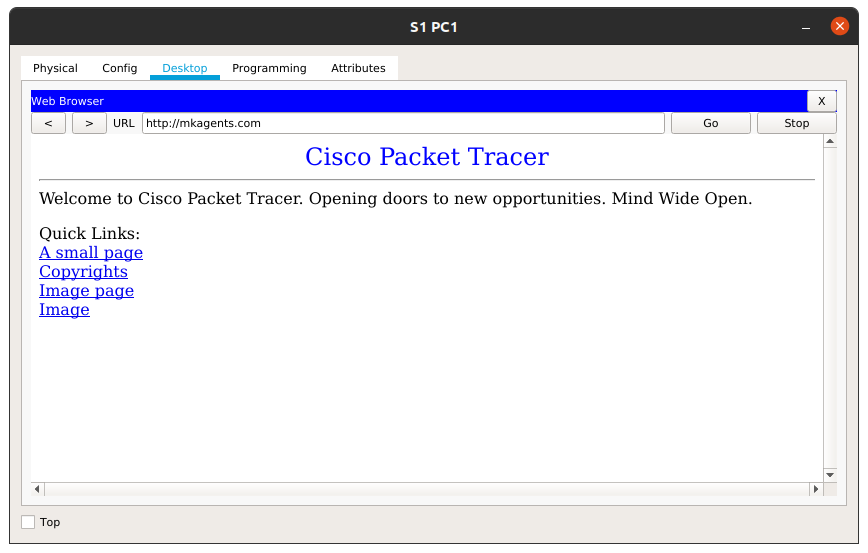 S1 PC1
Physical Config Desktop Programming Attributes
Web Browser X
< > URL http://mkagents.com Go Stop
Cisco Packet Tracer
Welcome to Cisco Packet Tracer. Opening doors to new opportunities. Mind Wide Open.
Quick Links:
A small page
Copyrights
Image page
Image
Top